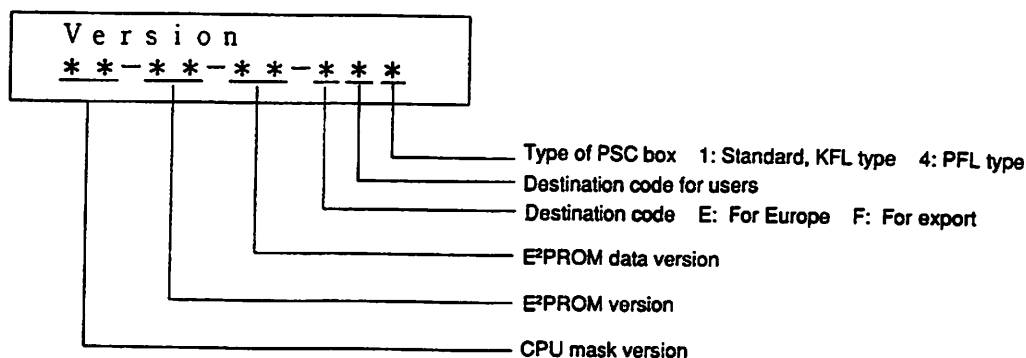 Version
**-**-**-***
Type of PSC box 1: Standard, KFL type 4: PFL type
Destination code for users
Destination code E: For Europe F: For export
E²PROM data version
E²PROM version
CPU mask version